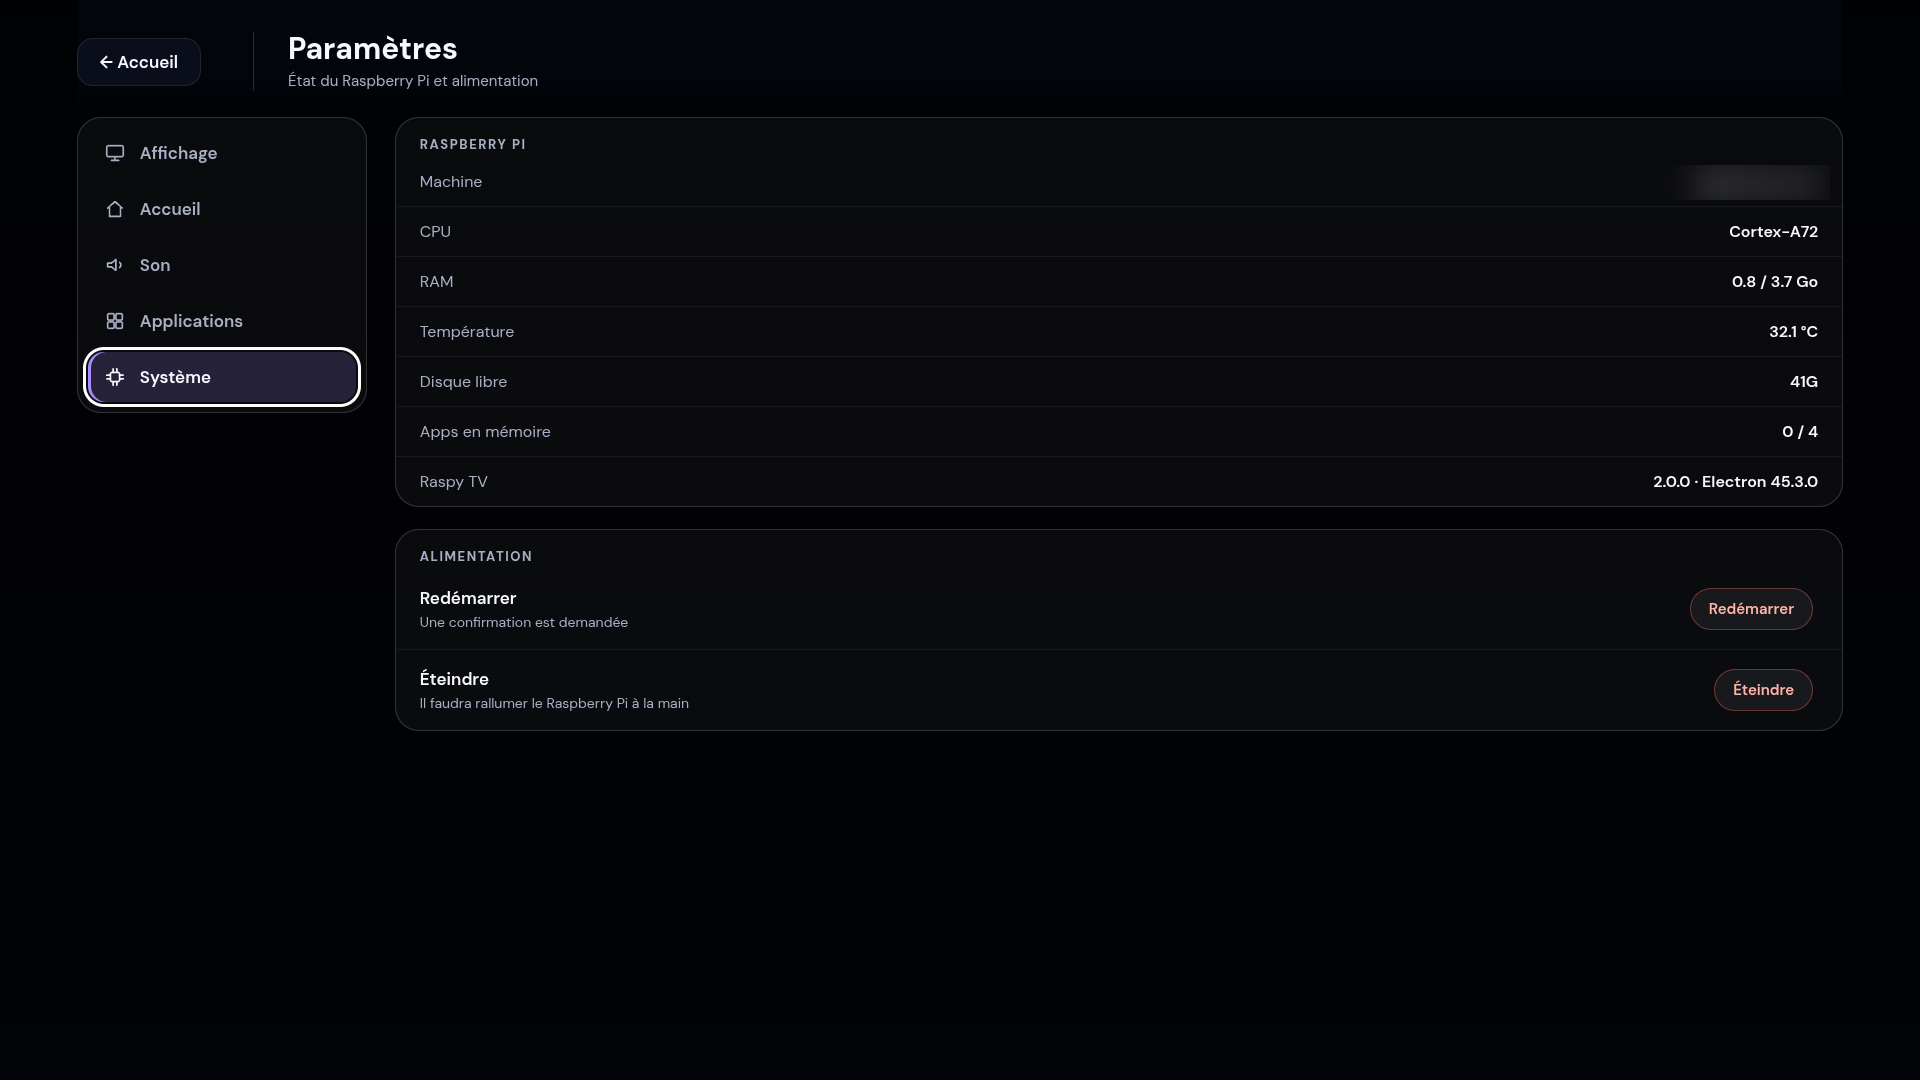 ← Accueil
Paramètres
État du Raspberry Pi et alimentation
Affichage
Accueil
Son
Applications
Système
RASPBERRY PI
Machine
CPU Cortex-A72
RAM 0.8 / 3.7 Go
Température 32.1 °C
Disque libre 41G
Apps en mémoire 0 / 4
Raspy TV 2.0.0 · Electron 45.3.0
ALIMENTATION
Redémarrer
Une confirmation est demandée
Redémarrer
Éteindre
Il faudra rallumer le Raspberry Pi à la main
Éteindre